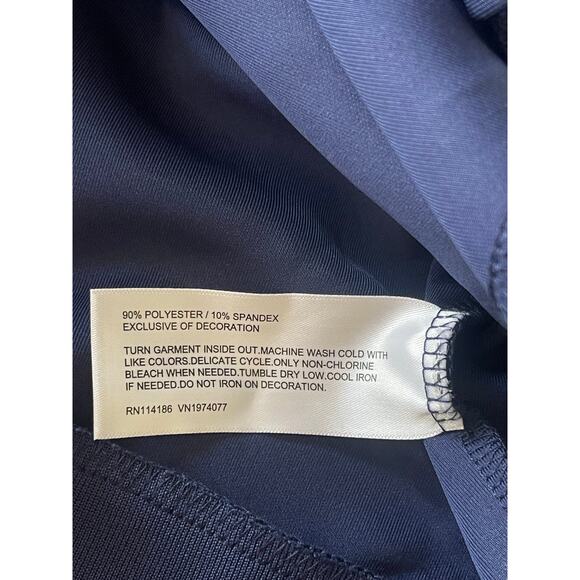 90% POLYESTER / 10% SPANDEX
EXCLUSIVE OF DECORATION
TURN GARMENT INSIDE OUT.MACHINE WASH COLD WITH
LIKE COLORS.DELICATE CYCLE.ONLY NON-CHLORINE
BLEACH WHEN NEEDED.TUMBLE DRY LOW.COOL IRON
IF NEEDED.DO NOT IRON ON DECORATION.
RN114186 VN1974077